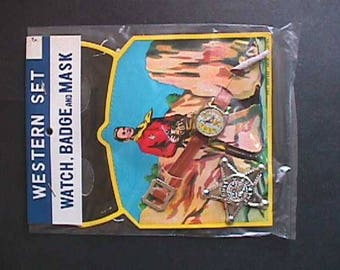 WESTERN SET
WATCH, BADGE AND MASK